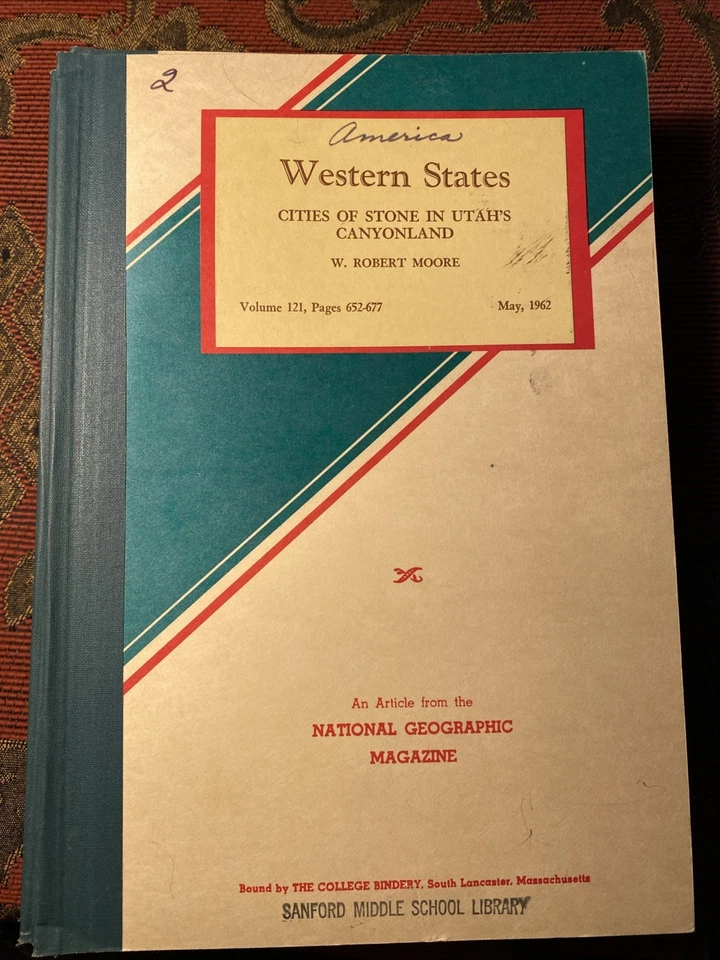 2
America
Western States
CITIES OF STONE IN UTAH'S
CANYONLAND
W. ROBERT MOORE
Volume 121, Pages 652-677 May, 1962
An Article from the
NATIONAL GEOGRAPHIC
MAGAZINE
Bound by THE COLLEGE BINDERY, South Lancaster, Massachusetts
SANFORD MIDDLE SCHOOL LIBRARY